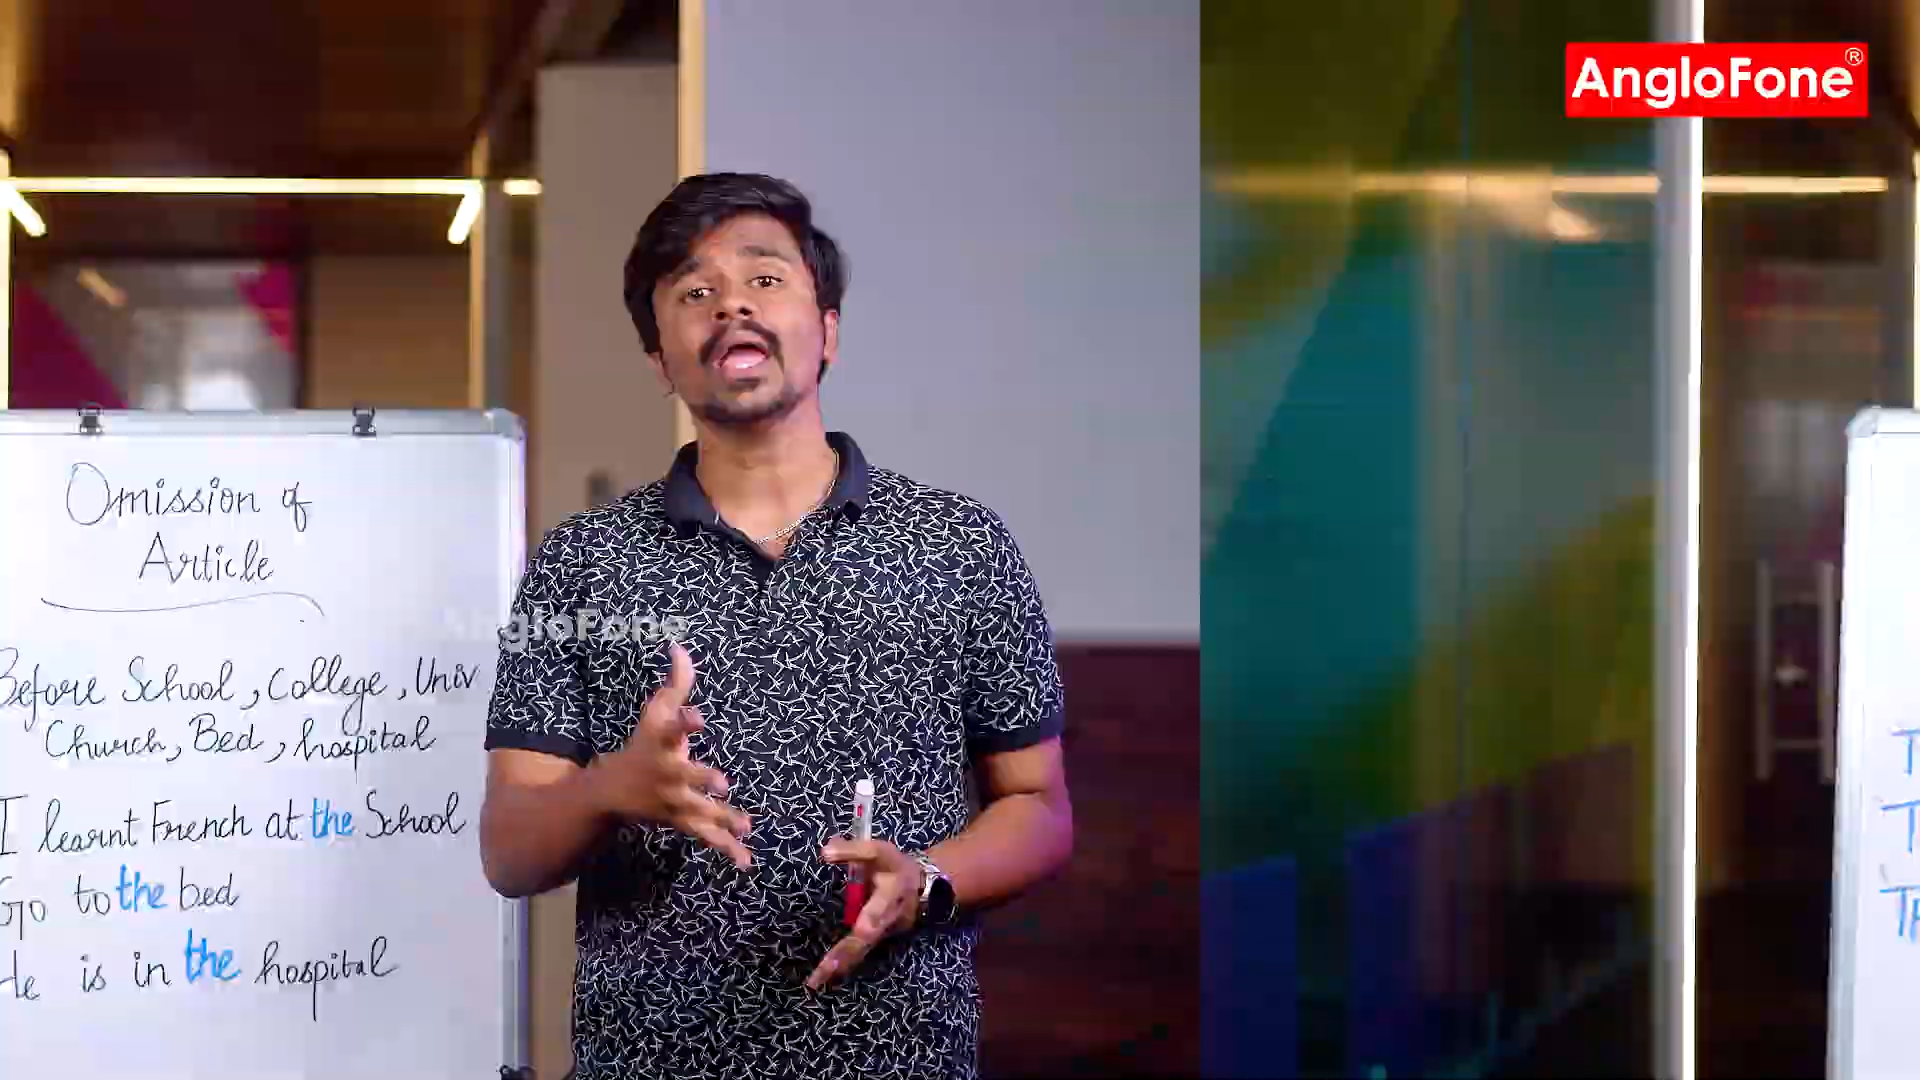 AngloFone®
Omission of
Article
Before School, College, Univ
Church, Bed, hospital
I learnt French at the School
Go to the bed
He is in the hospital
AngloFone